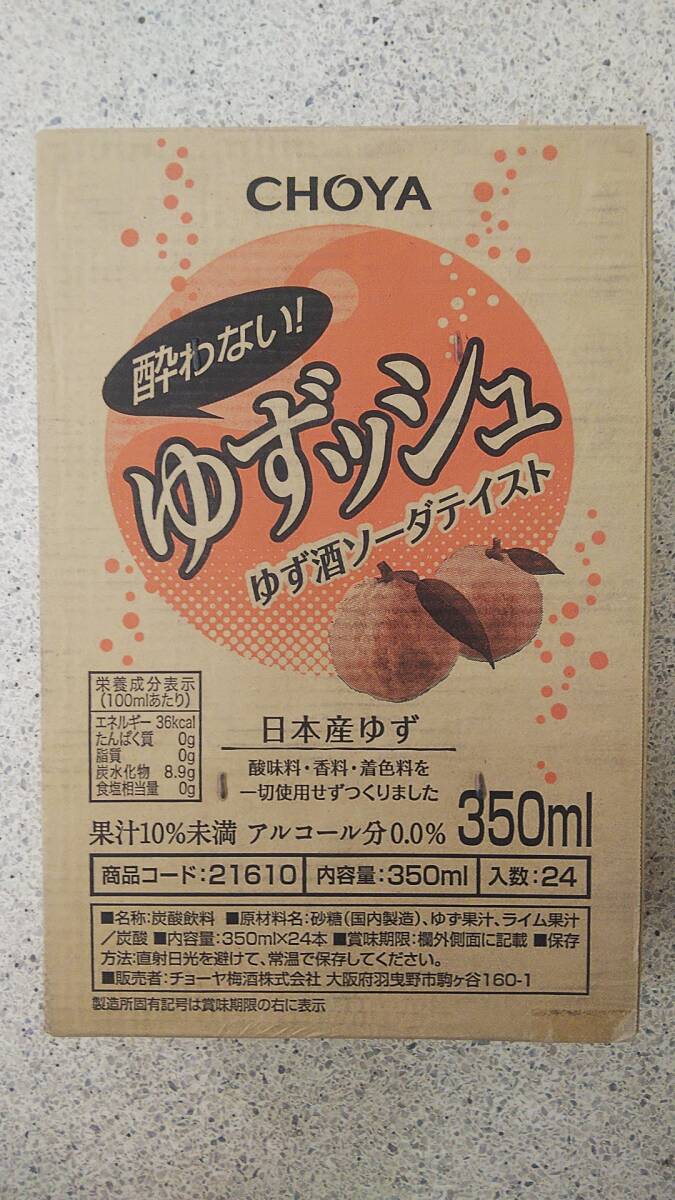 CHOYA
酔わない!
ゆずッシュ
ゆず酒ソーダテイスト
栄養成分表示
(100mlあたり)
エネルギー 36kcal
たんぱく質 0g
脂質 0g
炭水化物 8.9g
食塩相当量 0g
日本産ゆず
酸味料・香料・着色料を
一切使用せずつくりました
果汁10%未満 アルコール分0.0% 350ml
商品コード:21610 内容量:350ml 入数:24
■名称:炭酸飲料 ■原材料名:砂糖(国内製造)、ゆず果汁、ライム果汁
/炭酸 ■内容量:350ml×24本 ■賞味期限:欄外側面に記載 ■保存
方法:直射日光を避けて、常温で保存してください。
■販売者:チョーヤ梅酒株式会社 大阪府羽曳野市駒ヶ谷160-1
製造所固有記号は賞味期限の右に表示